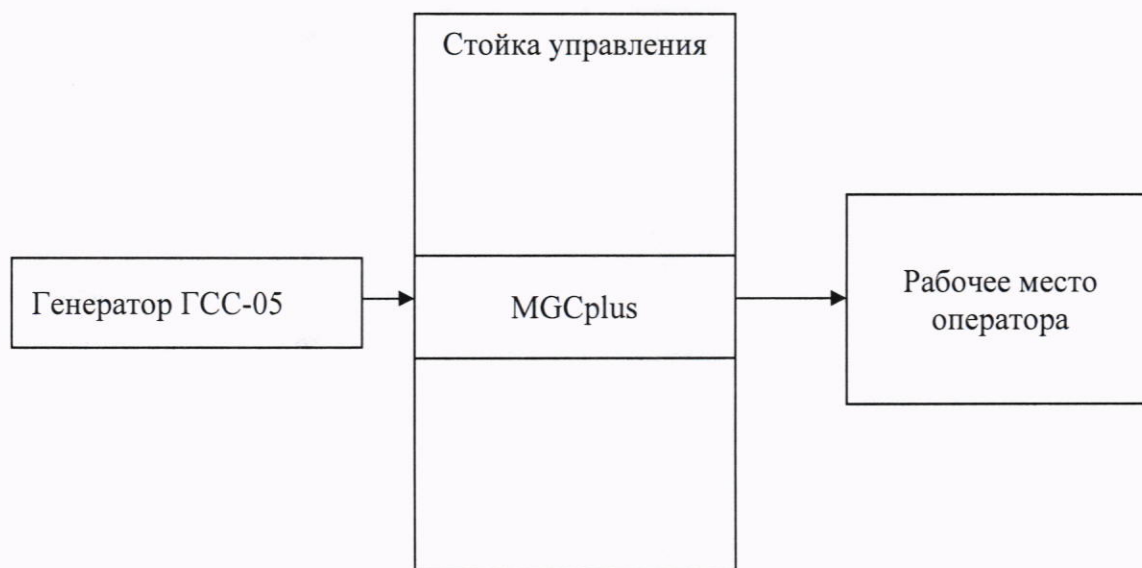 Стойка управления
Генератор ГСС-05
MGCplus
Рабочее место
оператора